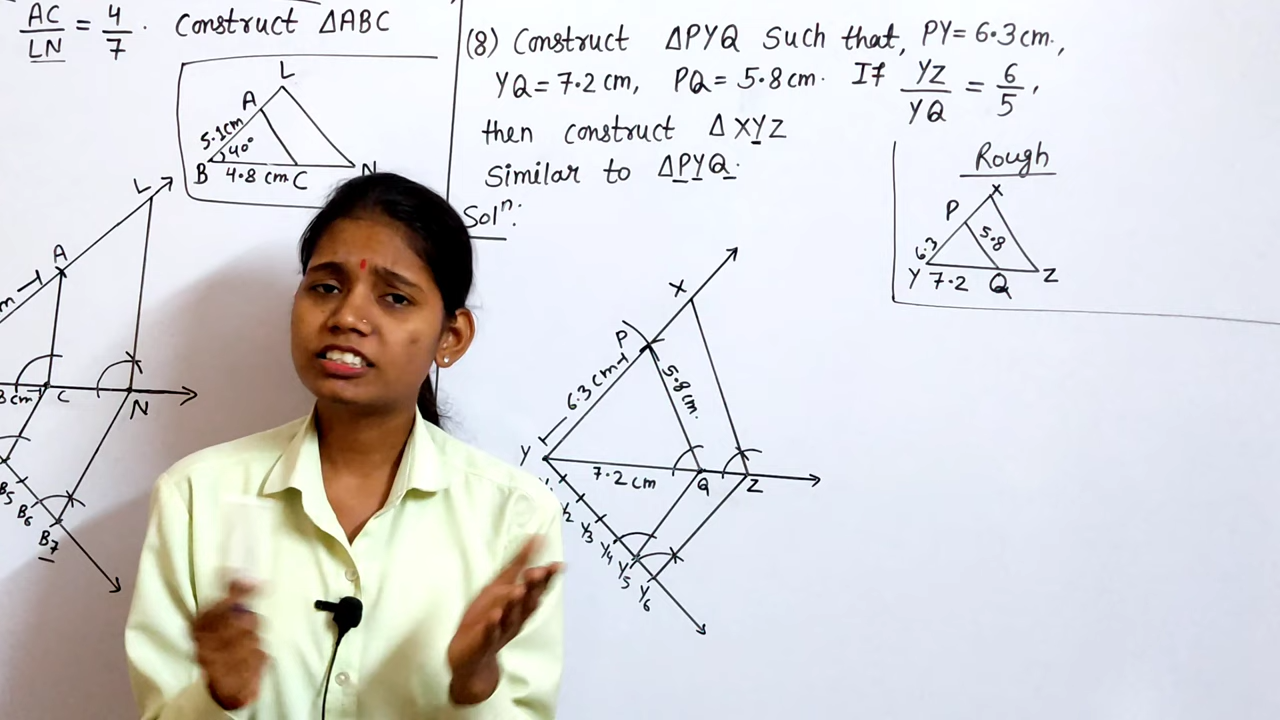 AC/LN = 4/7. Construct ΔABC
L
A
5.1cm
40°
B 4.8 cm C N
L
A
C
N
B5
B6
B7
(8) Construct ΔPYQ Such that, PY= 6.3 cm.,
YQ = 7.2 cm, PQ = 5.8 cm. If YZ/YQ = 6/5,
then construct ΔXYZ
Similar to ΔPYQ.
Solⁿ:
Rough
X
P
6.3
5.8
Y 7.2 Q Z
X
P
6.3 cm
5.8 cm.
Y
7.2 cm
Q Z
Y2
Y3
Y4
Y5
Y6